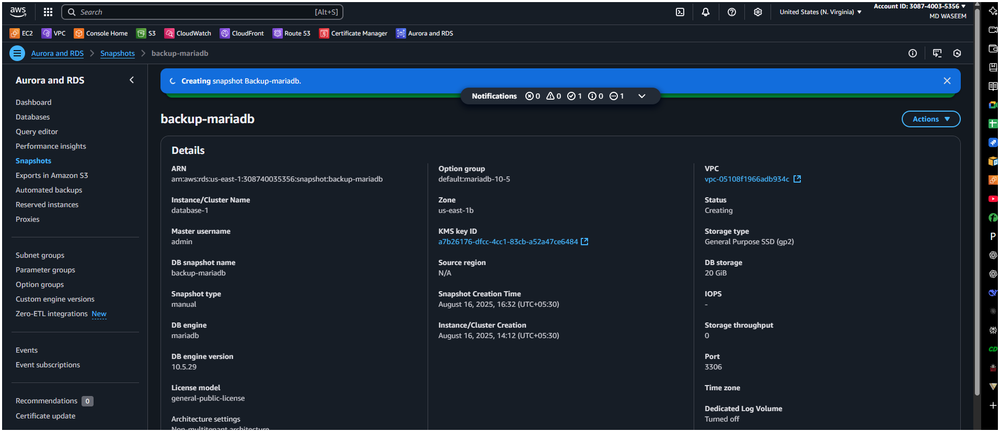 aws
Search [Alt+S]
United States (N. Virginia)
Account ID: 3087-4003-5356
MD WASEEM
EC2 VPC Console Home S3 CloudWatch CloudFront Route 53 Certificate Manager Aurora and RDS
Aurora and RDS Snapshots backup-mariadb
Aurora and RDS
Dashboard
Databases
Query editor
Performance insights
Snapshots
Exports in Amazon S3
Automated backups
Reserved instances
Proxies
Subnet groups
Parameter groups
Option groups
Custom engine versions
Zero-ETL integrations New
Events
Event subscriptions
Recommendations 0
Certificate update
Creating snapshot Backup-mariadb.
Notifications 0 0 1 0 1
backup-mariadb
Actions
Details
ARN
arn:aws:rds:us-east-1:308740035356:snapshot:backup-mariadb
Instance/Cluster Name
database-1
Master username
admin
DB snapshot name
backup-mariadb
Snapshot type
manual
DB engine
mariadb
DB engine version
10.5.29
License model
general-public-license
Architecture settings
Non-multitenant architecture
Option group
default:mariadb-10-5
Zone
us-east-1b
KMS key ID
a7b26176-dfcc-4cc1-83cb-a52a47ce6484
Source region
N/A
Snapshot Creation Time
August 16, 2025, 16:32 (UTC+05:30)
Instance/Cluster Creation
August 16, 2025, 14:12 (UTC+05:30)
VPC
vpc-05108f1966adb934c
Status
Creating
Storage type
General Purpose SSD (gp2)
DB storage
20 GiB
IOPS
-
Storage throughput
0
Port
3306
Time zone
Dedicated Log Volume
Turned off
P
CD